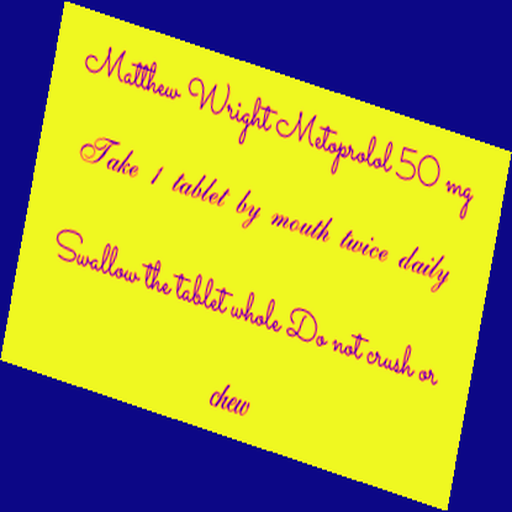 Matthew Wright Metoprolol 50 mg
Take 1 tablet by mouth twice daily
Swallow the tablet whole Do not crush or
chew